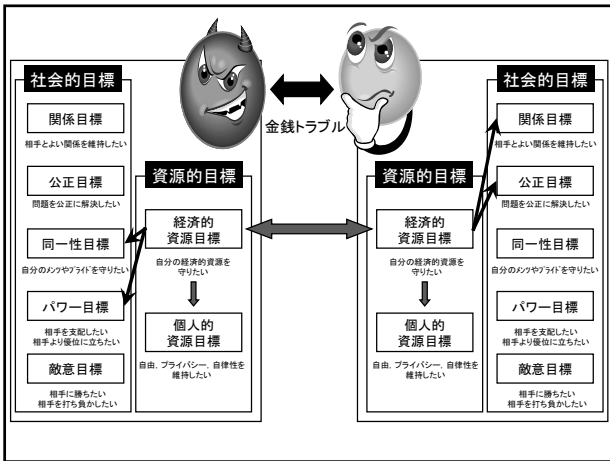 金銭トラブル
社会的目標
関係目標
相手とよい関係を維持したい
公正目標
問題を公正に解決したい
同一性目標
自分のメンツやプライドを守りたい
パワー目標
相手を支配したい
相手より優位に立ちたい
敵意目標
相手に勝ちたい
相手を打ち負かしたい
資源的目標
経済的
資源目標
自分の経済的資源を
守りたい
個人的
資源目標
自由、プライバシー、自律性を
維持したい
資源的目標
経済的
資源目標
自分の経済的資源を
守りたい
個人的
資源目標
自由、プライバシー、自律性を
維持したい
社会的目標
関係目標
相手とよい関係を維持したい
公正目標
問題を公正に解決したい
同一性目標
自分のメンツやプライドを守りたい
パワー目標
相手を支配したい
相手より優位に立ちたい
敵意目標
相手に勝ちたい
相手を打ち負かしたい